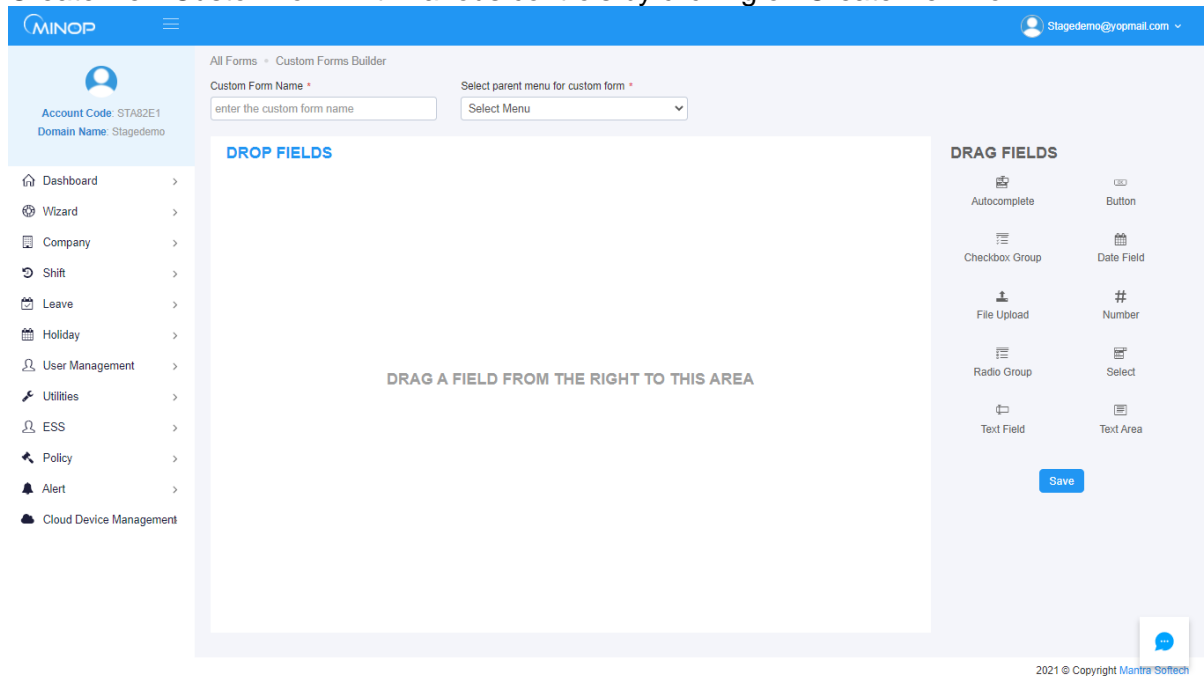 MINOP
Stagedemo@yopmail.com
Account Code: STA82E1
Domain Name: Stagedemo
Dashboard
Wizard
Company
Shift
Leave
Holiday
User Management
Utilities
ESS
Policy
Alert
Cloud Device Management
All Forms • Custom Forms Builder
Custom Form Name *
Select parent menu for custom form *
enter the custom form name
Select Menu
DROP FIELDS
DRAG A FIELD FROM THE RIGHT TO THIS AREA
DRAG FIELDS
Autocomplete
Button
Checkbox Group
Date Field
File Upload
Number
Radio Group
Select
Text Field
Text Area
Save
2021 © Copyright Mantra Softech